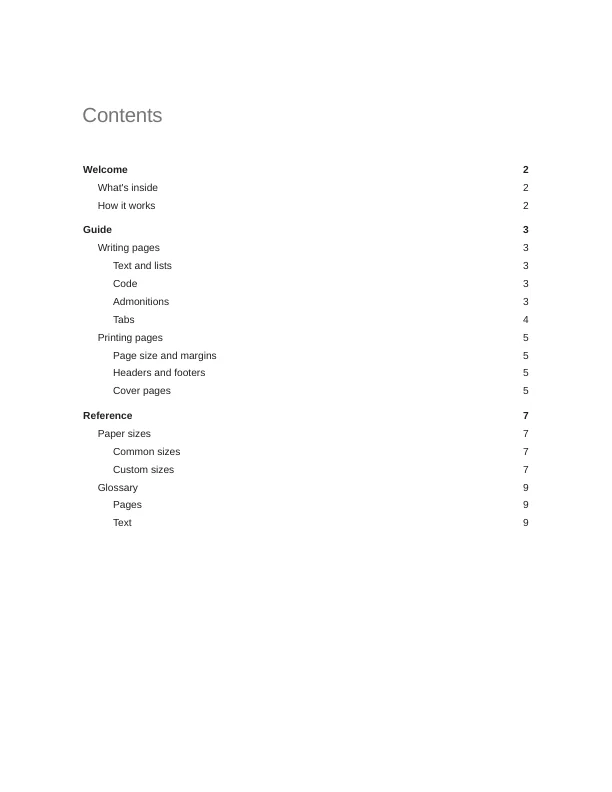 Contents
Welcome 2
What's inside 2
How it works 2
Guide 3
Writing pages 3
Text and lists 3
Code 3
Admonitions 3
Tabs 4
Printing pages 5
Page size and margins 5
Headers and footers 5
Cover pages 5
Reference 7
Paper sizes 7
Common sizes 7
Custom sizes 7
Glossary 9
Pages 9
Text 9